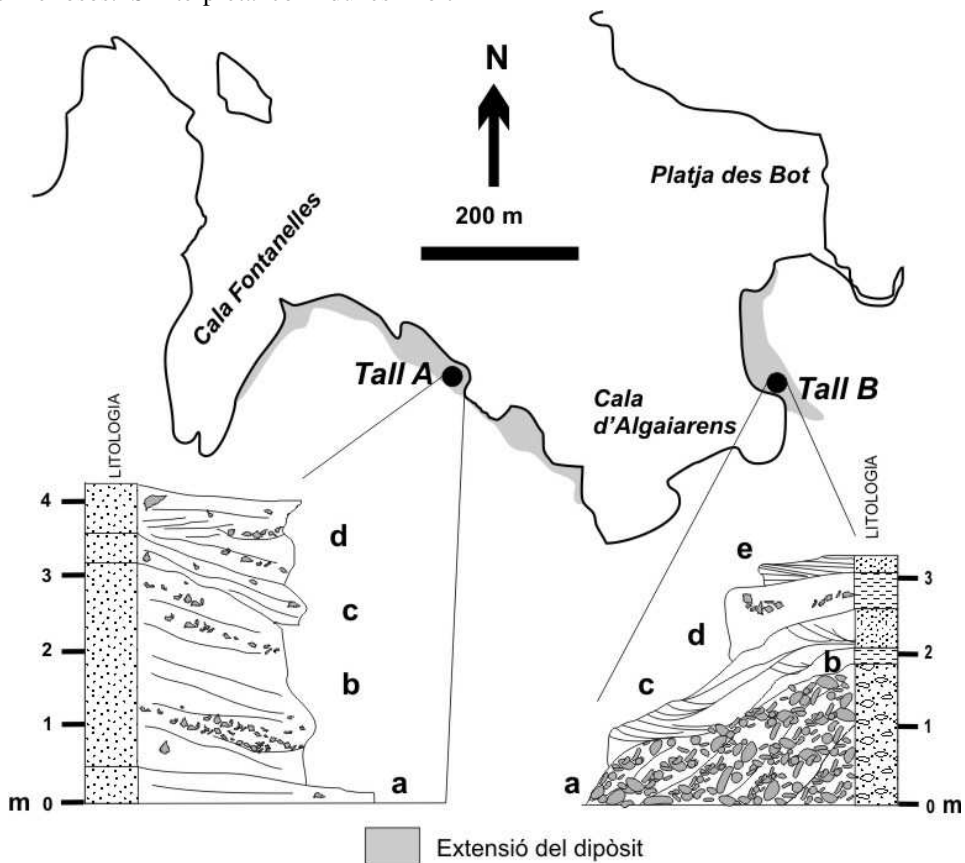 N
200 m
Platja des Bot
Cala Fontanelles
Tall A
Tall B
Cala
d'Algaiarens
LITOLOGIA
4
3
2
1
m 0
d
c
b
a
LITOLOGIA
e
d
c
b
a
3
2
1
0 m
Extensió del dipòsit